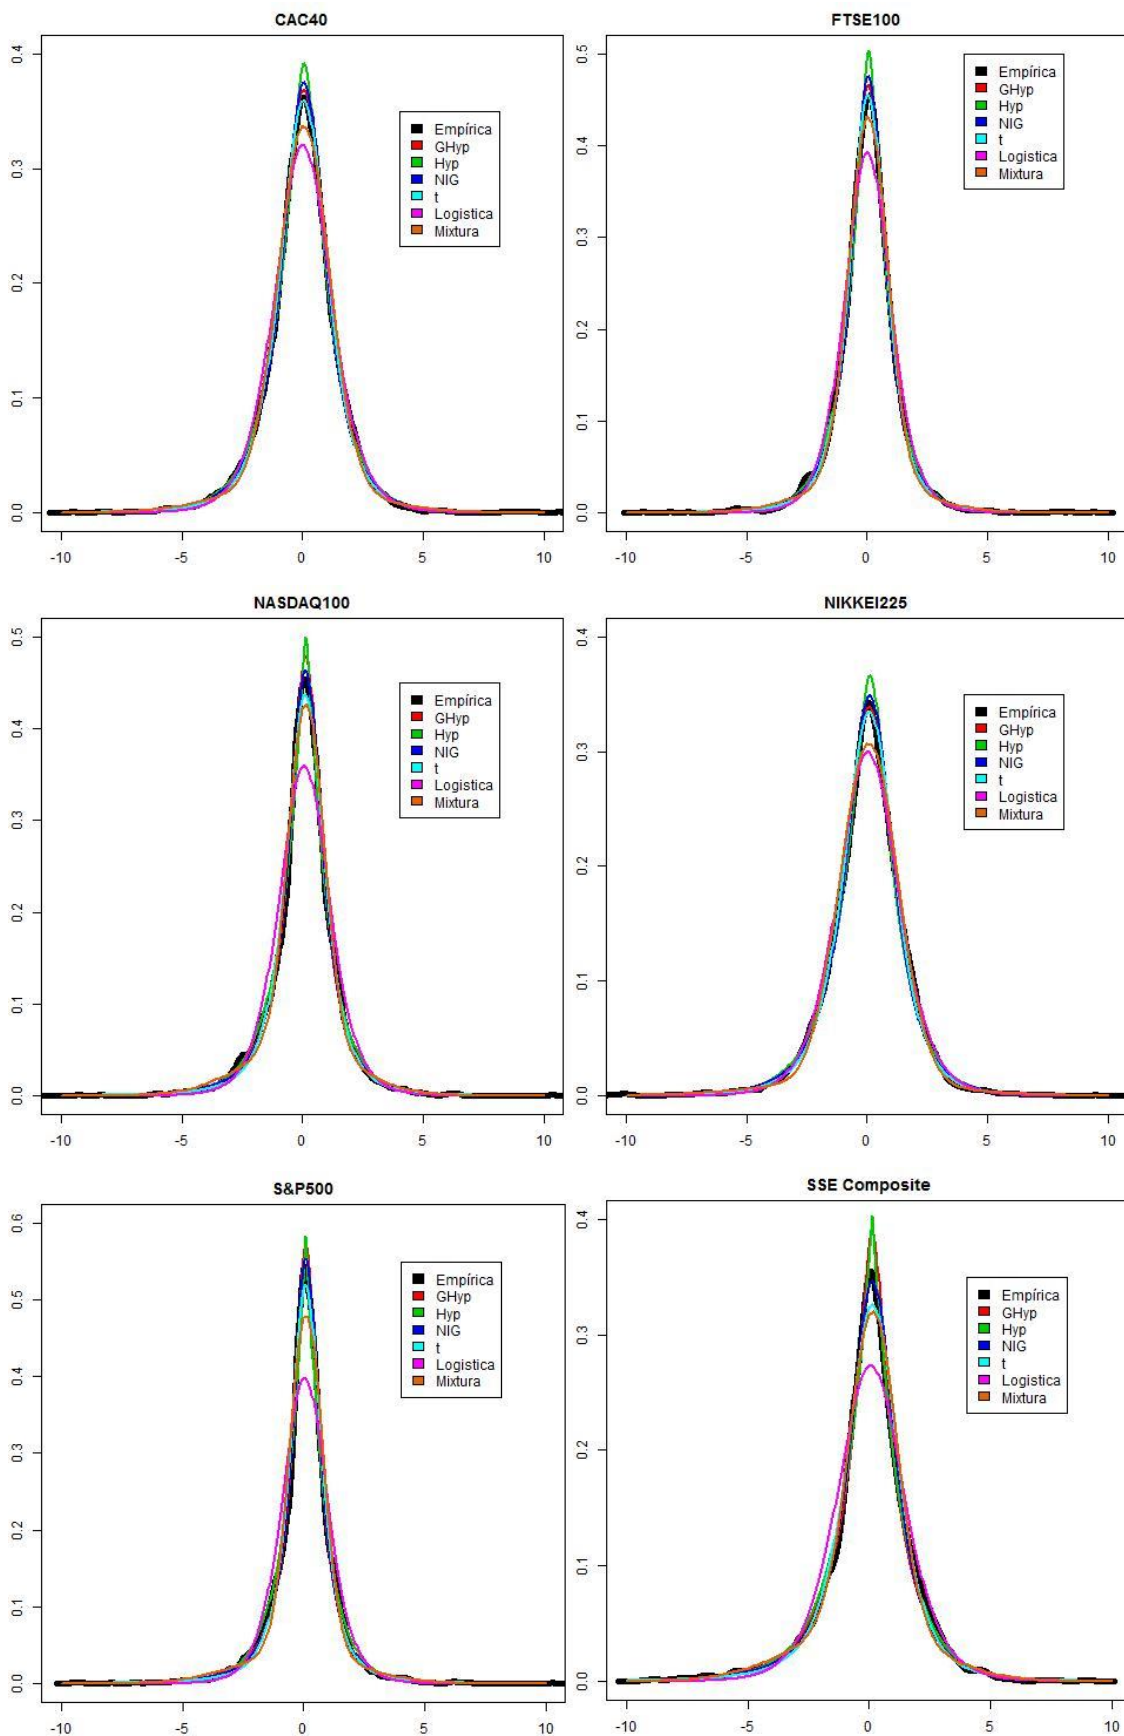 CAC40
0.4
0.3
0.2
0.1
0.0
-10 -5 0 5 10
Empírica
GHyp
Hyp
NIG
t
Logistica
Mixtura
FTSE100
0.5
0.4
0.3
0.2
0.1
0.0
-10 -5 0 5 10
Empírica
GHyp
Hyp
NIG
t
Logistica
Mixtura
NASDAQ100
0.5
0.4
0.3
0.2
0.1
0.0
-10 -5 0 5 10
Empírica
GHyp
Hyp
NIG
t
Logistica
Mixtura
NIKKEI225
0.4
0.3
0.2
0.1
0.0
-10 -5 0 5 10
Empírica
GHyp
Hyp
NIG
t
Logistica
Mixtura
S&P500
0.6
0.5
0.4
0.3
0.2
0.1
0.0
-10 -5 0 5 10
Empírica
GHyp
Hyp
NIG
t
Logistica
Mixtura
SSE Composite
0.4
0.3
0.2
0.1
0.0
-10 -5 0 5 10
Empírica
GHyp
Hyp
NIG
t
Logistica
Mixtura